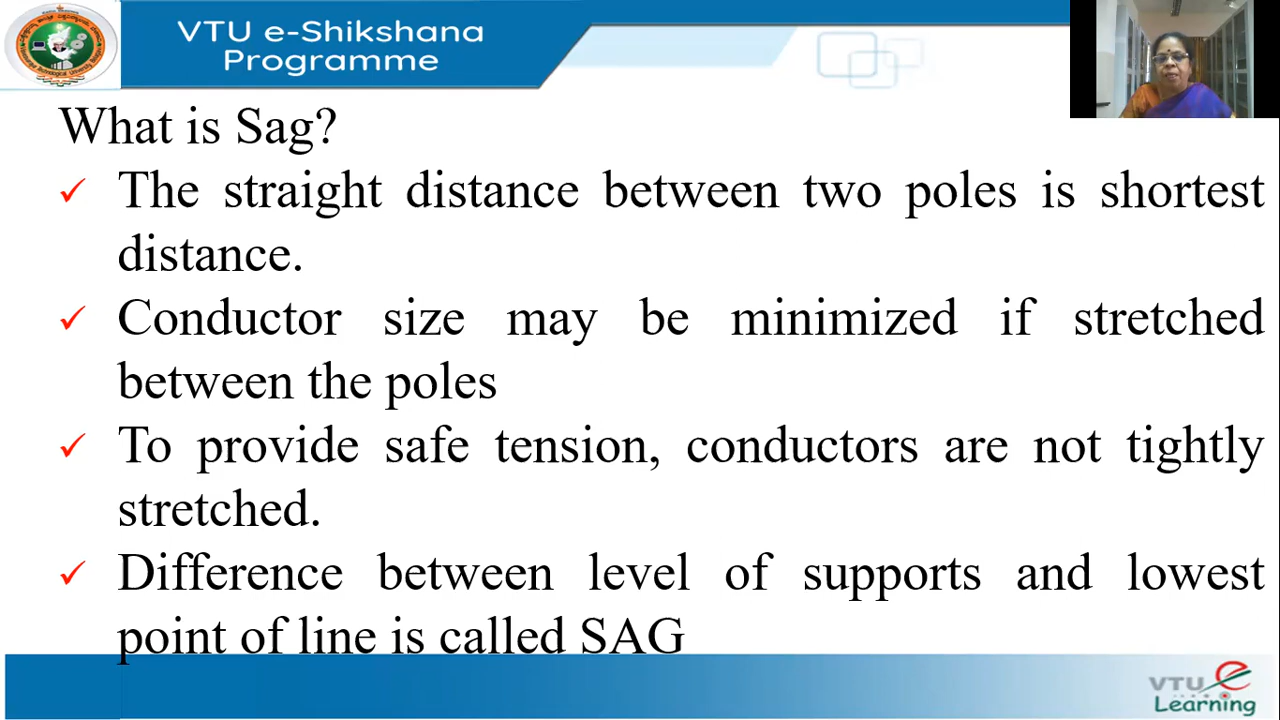 VTU e-Shikshana
Programme
What is Sag?
✓ The straight distance between two poles is shortest
distance.
✓ Conductor size may be minimized if stretched
between the poles
✓ To provide safe tension, conductors are not tightly
stretched.
✓ Difference between level of supports and lowest
point of line is called SAG
VTU e
Learning